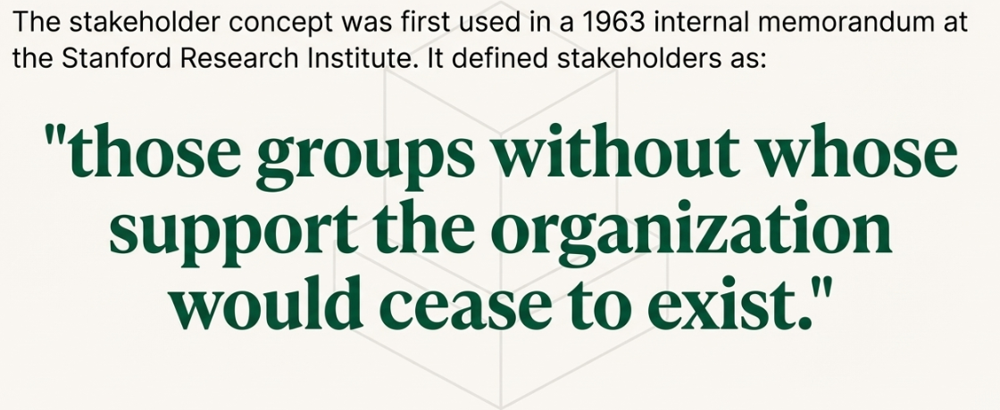 The stakeholder concept was first used in a 1963 internal memorandum at
the Stanford Research Institute. It defined stakeholders as:
"those groups without whose
support the organization
would cease to exist."